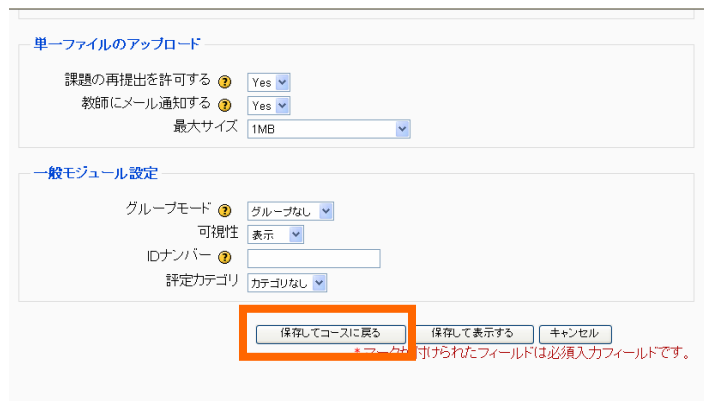 単一ファイルのアップロード
課題の再提出を許可する ? Yes
教師にメール通知する ? Yes
最大サイズ 1MB
一般モジュール設定
グループモード ? グループなし
可視性 表示
IDナンバー ?
評定カテゴリ カテゴリなし
保存してコースに戻る 保存して表示する キャンセル
* マークが付けられたフィールドは必須入力フィールドです。